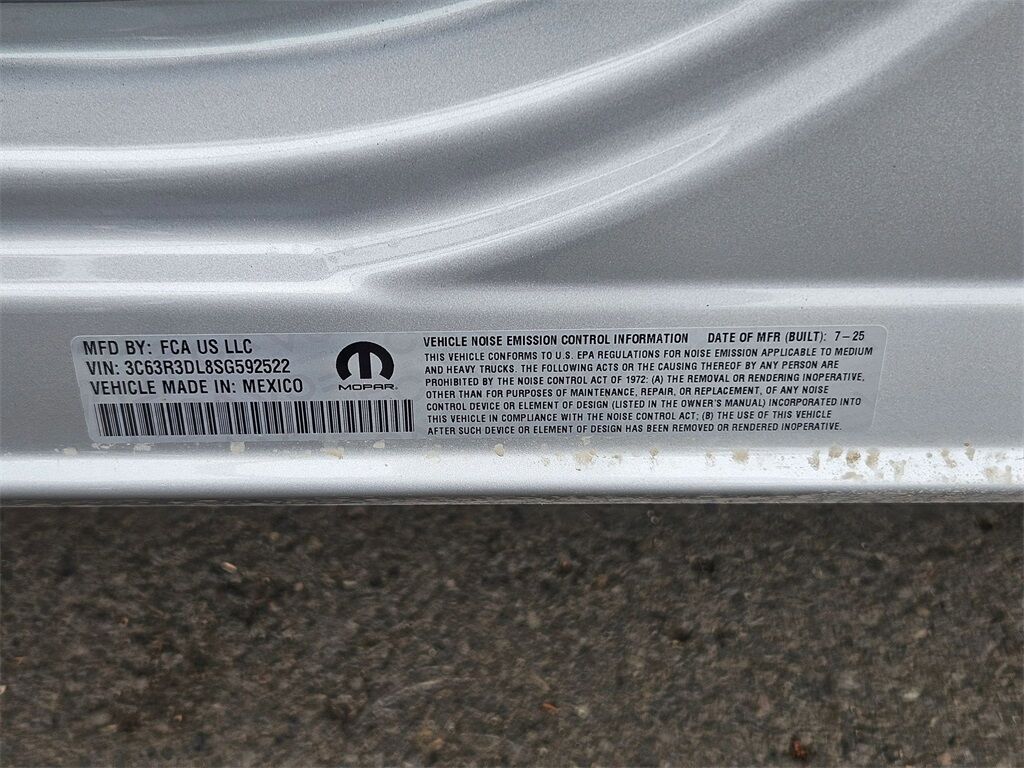 MFD BY: FCA US LLC
VIN: 3C63R3DL8SG592522
VEHICLE MADE IN: MEXICO
MOPAR
VEHICLE NOISE EMISSION CONTROL INFORMATION DATE OF MFR (BUILT): 7-25
THIS VEHICLE CONFORMS TO U.S. EPA REGULATIONS FOR NOISE EMISSION APPLICABLE TO MEDIUM
AND HEAVY TRUCKS. THE FOLLOWING ACTS OR THE CAUSING THEREOF BY ANY PERSON ARE
PROHIBITED BY THE NOISE CONTROL ACT OF 1972: (A) THE REMOVAL OR RENDERING INOPERATIVE,
OTHER THAN FOR PURPOSES OF MAINTENANCE, REPAIR, OR REPLACEMENT, OF ANY NOISE
CONTROL DEVICE OR ELEMENT OF DESIGN (LISTED IN THE OWNER'S MANUAL) INCORPORATED INTO
THIS VEHICLE IN COMPLIANCE WITH THE NOISE CONTROL ACT; (B) THE USE OF THIS VEHICLE
AFTER SUCH DEVICE OR ELEMENT OF DESIGN HAS BEEN REMOVED OR RENDERED INOPERATIVE.